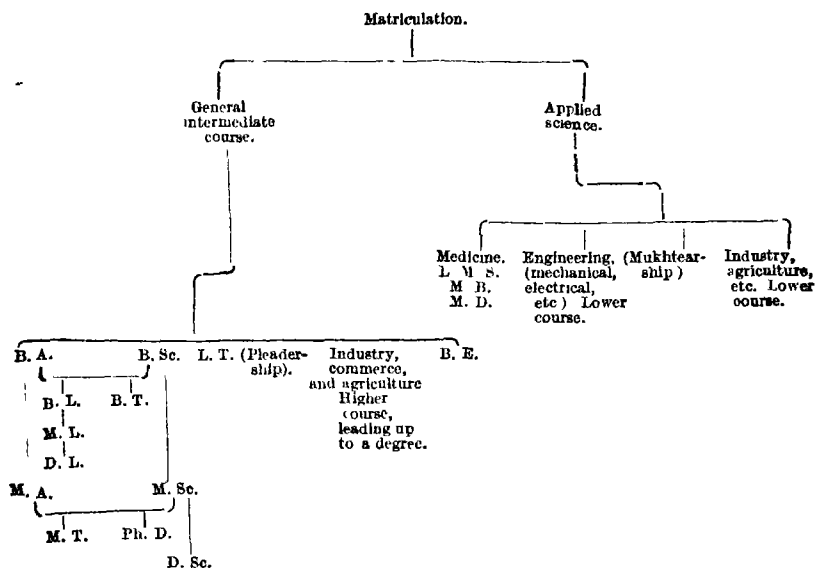 Matriculation.
General
intermediate
course.
Applied
science.
Medicine.
L M S.
M B.
M. D.
Engineering,
(mechanical,
electrical,
etc ) Lower
course.
(Mukhtear-
ship )
Industry,
agriculture,
etc. Lower
course.
B. A.
B. Sc.
L. T.
(Pleader-
ship).
Industry,
commerce,
and agriculture
Higher
course,
leading up
to a degree.
B. E.
B. L.
B. T.
M. L.
D. L.
M. A.
M. Sc.
M. T.
Ph. D.
D. Sc.